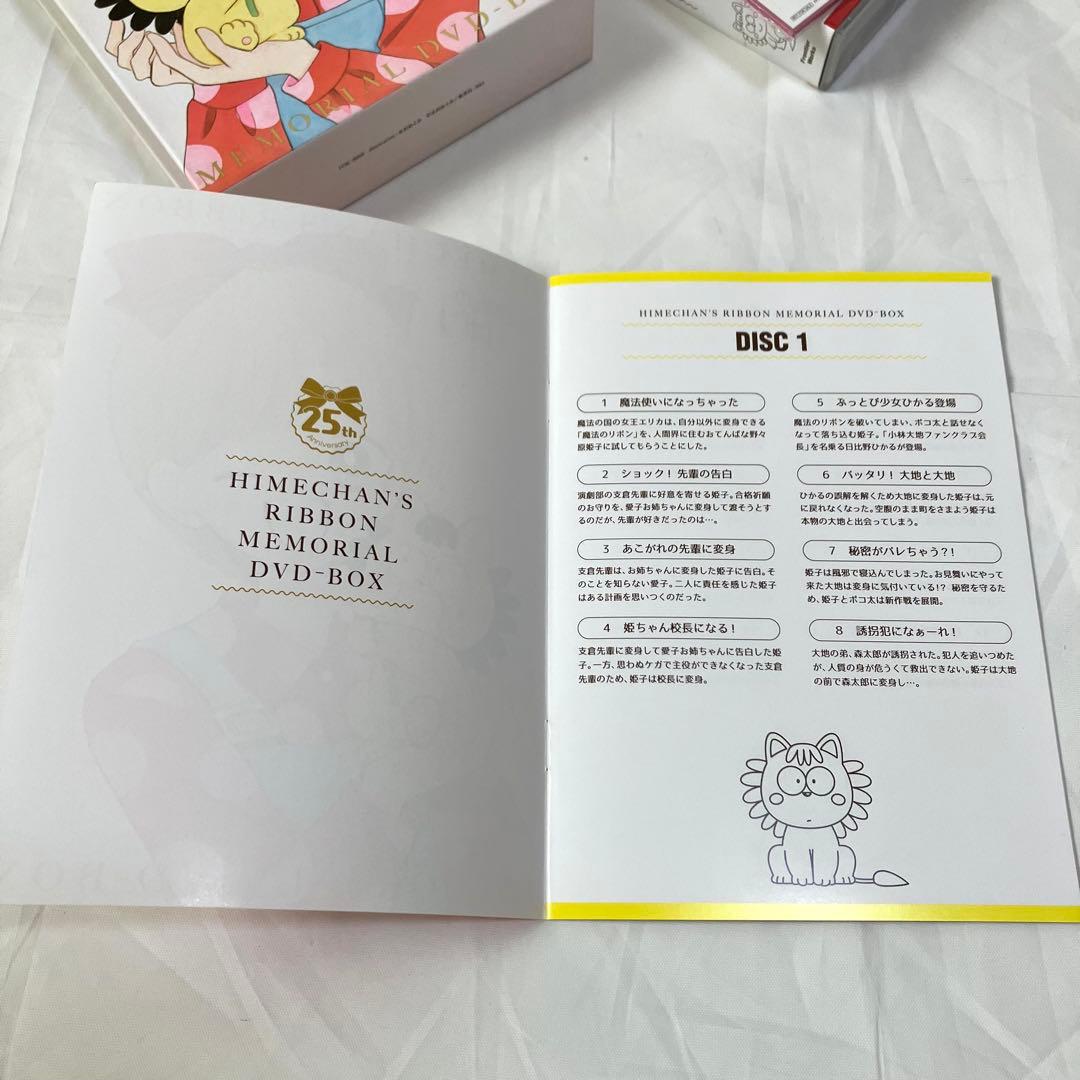 MEMORIAL DVD-B
Frontier
Works
25th
Anniversary
HIMECHAN'S
RIBBON
MEMORIAL
DVD-BOX
HIMECHAN'S RIBBON MEMORIAL DVD-BOX
DISC 1
1 魔法使いになっちゃった
魔法の国の女王エリカは、自分以外に変身できる
「魔法のリボン」を、人間界に住むおてんばな野々
原姫子に試してもらうことにした。
2 ショック! 先輩の告白
演劇部の支倉先輩に好意を寄せる姫子。合格祈願
のお守りを、愛子お姉ちゃんに変身して渡そうとす
るのだが、先輩が好きだったのは…。
3 あこがれの先輩に変身
支倉先輩は、お姉ちゃんに変身した姫子に告白。そ
のことを知らない愛子。二人に責任を感じた姫子
はある計画を思いつくのだった。
4 姫ちゃん校長になる!
支倉先輩に変身して愛子お姉ちゃんに告白した姫
子。一方、思わぬケガで主役ができなくなった支倉
先輩のため、姫子は校長に変身。
5 ふっとび少女ひかる登場
魔法のリボンを破いてしまい、ポコ太と話せなく
なって落ち込む姫子。「小林大地ファンクラブ会
長」を名乗る日比野ひかるが登場。
6 バッタリ! 大地と大地
ひかるの誤解を解くため大地に変身した姫子は、元
に戻れなくなった。空腹のまま町をさまよう姫子は
本物の大地と出会ってしまう。
7 秘密がバレちゃう?!
姫子は風邪で寝込んでしまった。お見舞いにやって
来た大地は変身に気付いている!? 秘密を守るた
め、姫子とポコ太は新作戦を展開。
8 誘拐犯になぁーれ!
大地の弟、森太郎が誘拐された。犯人を追いつめた
が、人質の身が危うくて救出できない。姫子は大地
の前で森太郎に変身し…。